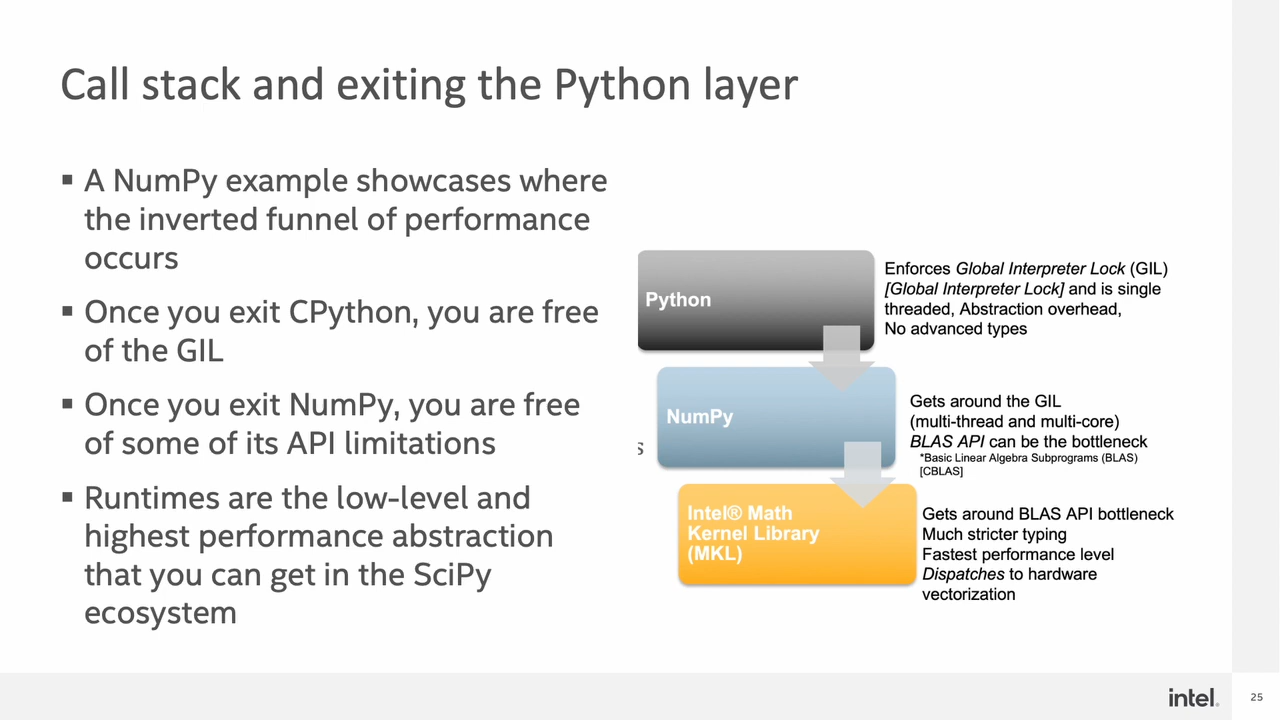 Call stack and exiting the Python layer
▪ A NumPy example showcases where
the inverted funnel of performance
occurs
▪ Once you exit CPython, you are free
of the GIL
▪ Once you exit NumPy, you are free
of some of its API limitations
▪ Runtimes are the low-level and
highest performance abstraction
that you can get in the SciPy
ecosystem
Python
Enforces Global Interpreter Lock (GIL)
[Global Interpreter Lock] and is single
threaded, Abstraction overhead,
No advanced types
NumPy
Gets around the GIL
(multi-thread and multi-core)
BLAS API can be the bottleneck
*Basic Linear Algebra Subprograms (BLAS)
[CBLAS]
s
Intel® Math
Kernel Library
(MKL)
Gets around BLAS API bottleneck
Much stricter typing
Fastest performance level
Dispatches to hardware
vectorization
intel.
25